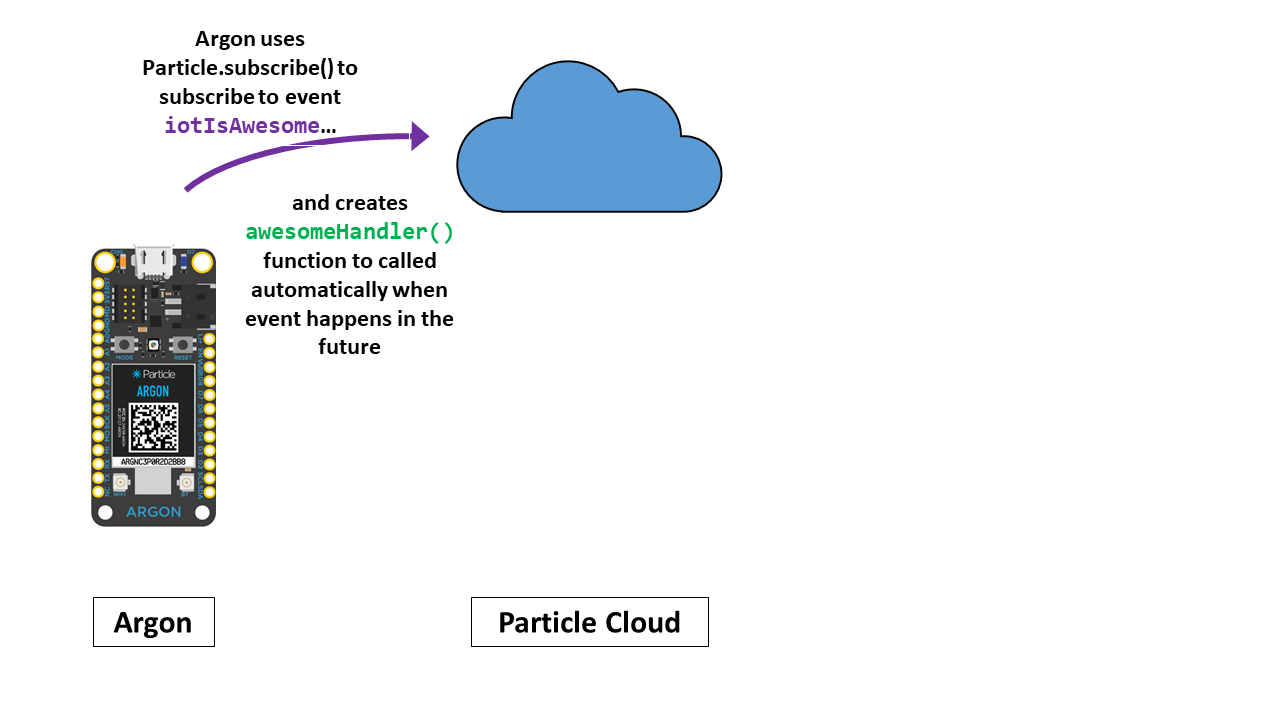 Argon uses
Particle.subscribe() to
subscribe to event
iotIsAwesome…
and creates
awesomeHandler()
function to called
automatically when
event happens in the
future
MODE
RESET
Particle
ARGON
ARGNC3P0R2D2BBB
WIFI
BT
ARGON
Argon
Particle Cloud